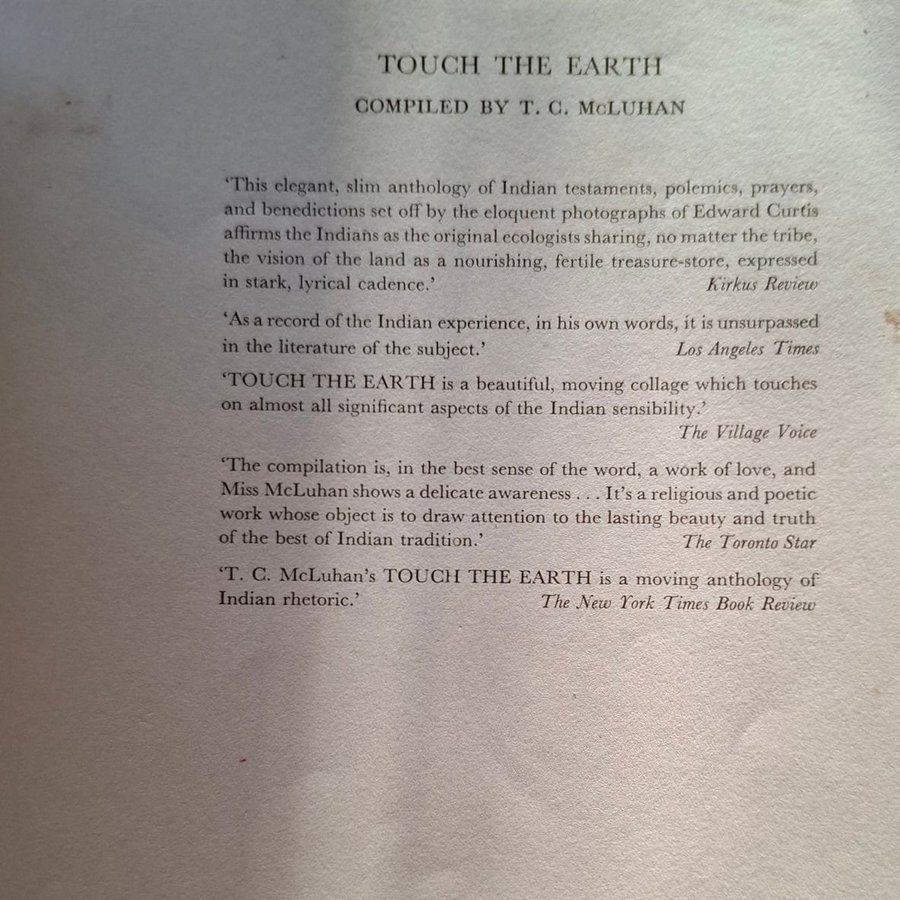 TOUCH THE EARTH
COMPILED BY T. C. McLUHAN
‘This elegant, slim anthology of Indian testaments, polemics, prayers,
and benedictions set off by the eloquent photographs of Edward Curtis
affirms the Indians as the original ecologists sharing, no matter the tribe,
the vision of the land as a nourishing, fertile treasure-store, expressed
in stark, lyrical cadence.’ Kirkus Review
‘As a record of the Indian experience, in his own words, it is unsurpassed
in the literature of the subject.’ Los Angeles Times
‘TOUCH THE EARTH is a beautiful, moving collage which touches
on almost all significant aspects of the Indian sensibility.’
The Village Voice
‘The compilation is, in the best sense of the word, a work of love, and
Miss McLuhan shows a delicate awareness . . . It’s a religious and poetic
work whose object is to draw attention to the lasting beauty and truth
of the best of Indian tradition.’ The Toronto Star
‘T. C. McLuhan’s TOUCH THE EARTH is a moving anthology of
Indian rhetoric.’ The New York Times Book Review